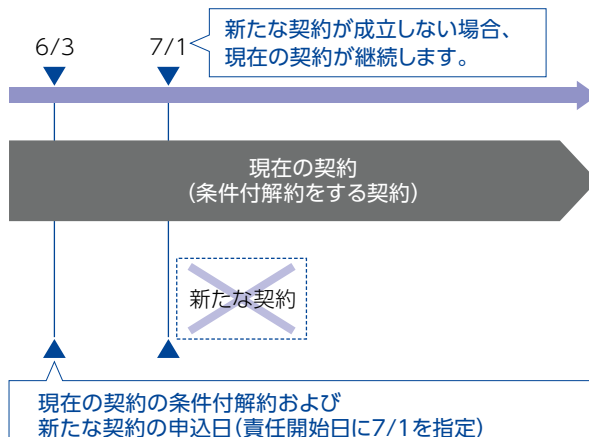 6/3
7/1
新たな契約が成立しない場合、
現在の契約が継続します。
現在の契約
（条件付解約をする契約）
新たな契約
現在の契約の条件付解約および
新たな契約の申込日（責任開始日に7/1を指定）